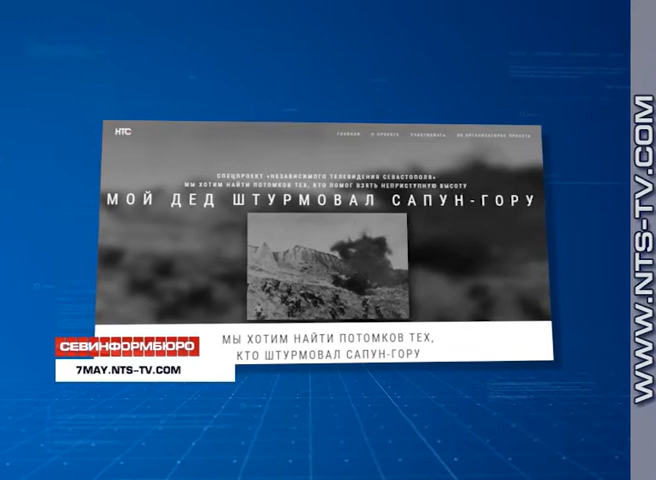 НТС
ГЛАВНАЯ О ПРОЕКТЕ УЧАСТВОВАТЬ ОБ ОРГАНИЗАТОРАХ ПРОЕКТА
СПЕЦПРОЕКТ «НЕЗАВИСИМОГО ТЕЛЕВИДЕНИЯ СЕВАСТОПОЛЯ»
МЫ ХОТИМ НАЙТИ ПОТОМКОВ ТЕХ, КТО ПОМОГ ВЗЯТЬ НЕПРИСТУПНУЮ ВЫСОТУ
МОЙ ДЕД ШТУРМОВАЛ САПУН-ГОРУ
МЫ ХОТИМ НАЙТИ ПОТОМКОВ ТЕХ,
КТО ШТУРМОВАЛ САПУН-ГОРУ
СЕВИНФОРМБЮРО
7MAY.NTS-TV.COM
WWW.NTS-TV.COM